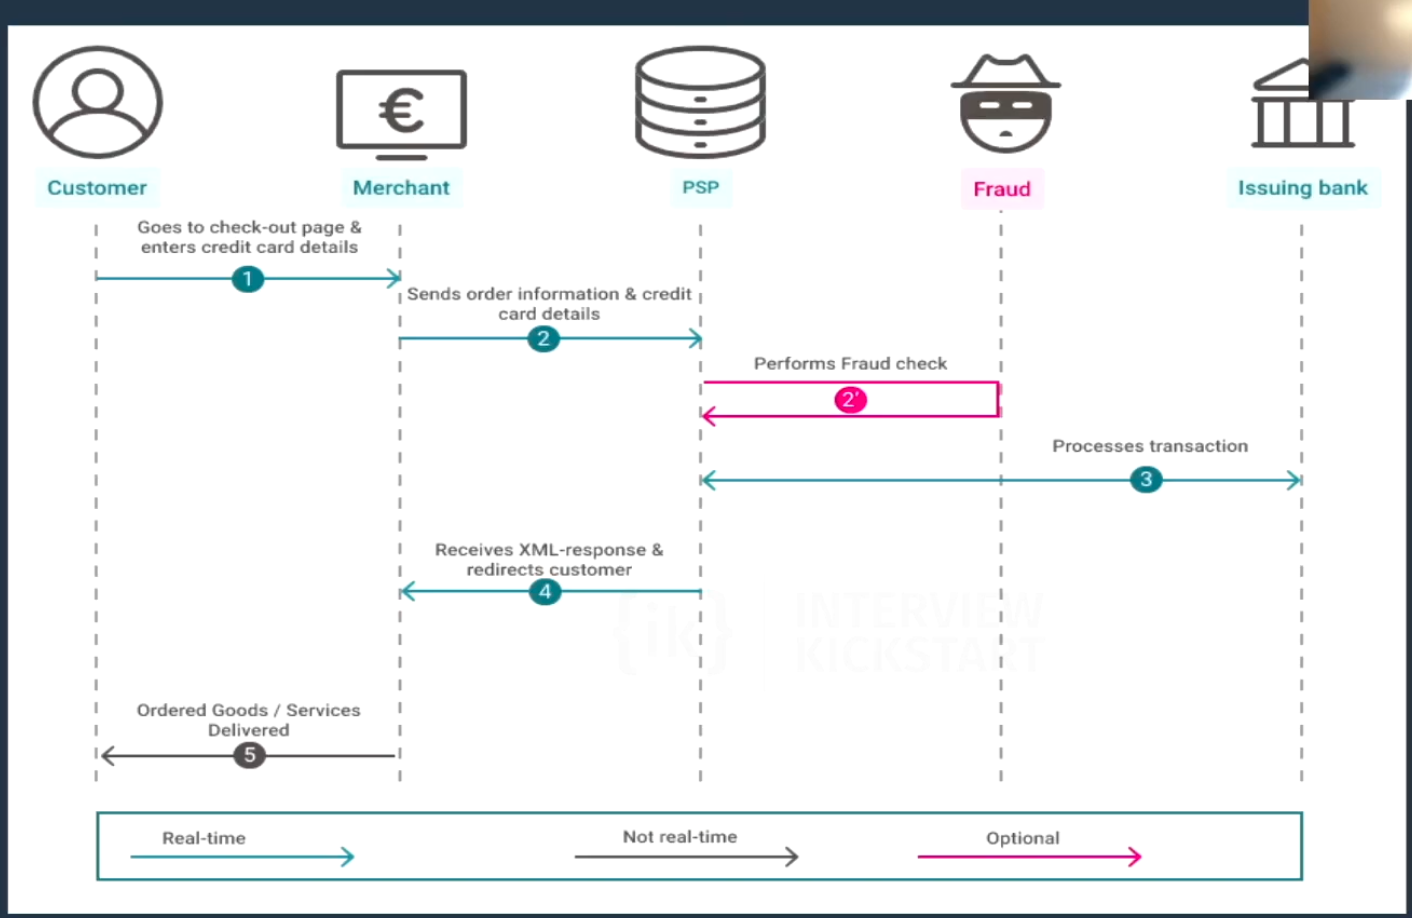 €
Customer
Merchant
PSP
Fraud
Issuing bank
Goes to check-out page &
enters credit card details
1
Sends order information & credit
card details
2
Performs Fraud check
2'
Processes transaction
3
Receives XML-response &
redirects customer
4
{ik} INTERVIEW
KICKSTART
Ordered Goods / Services
Delivered
5
Real-time
Not real-time
Optional